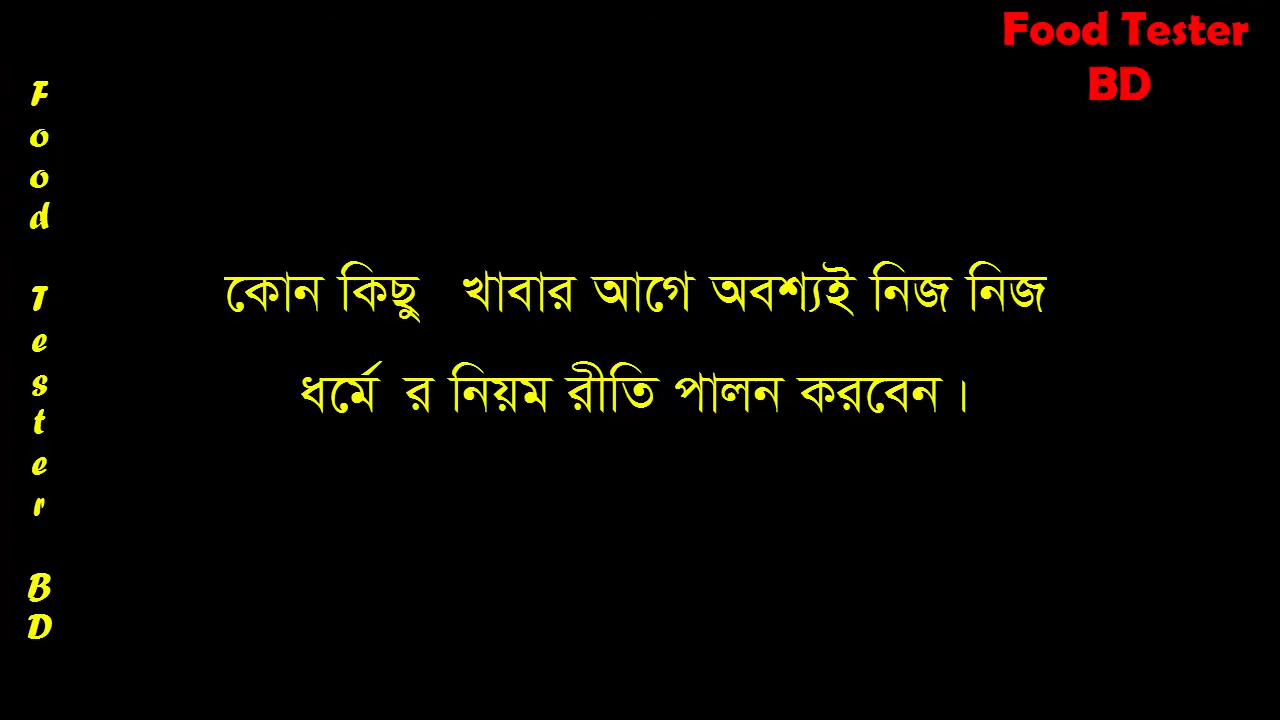 Food Tester
BD
Food Tester BD
কোন কিছু খাবার আগে অবশ্যই নিজ নিজ
ধর্মে র নিয়ম রীতি পালন করবেন।